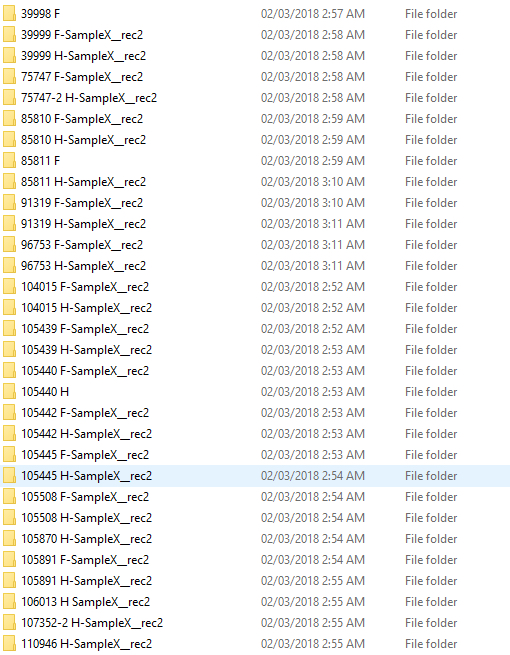 39998 F 02/03/2018 2:57 AM File folder
39999 F-SampleX__rec2 02/03/2018 2:58 AM File folder
39999 H-SampleX__rec2 02/03/2018 2:58 AM File folder
75747 F-SampleX__rec2 02/03/2018 2:58 AM File folder
75747-2 H-SampleX__rec2 02/03/2018 2:58 AM File folder
85810 F-SampleX__rec2 02/03/2018 2:59 AM File folder
85810 H-SampleX__rec2 02/03/2018 2:59 AM File folder
85811 F 02/03/2018 2:59 AM File folder
85811 H-SampleX__rec2 02/03/2018 3:10 AM File folder
91319 F-SampleX__rec2 02/03/2018 3:10 AM File folder
91319 H-SampleX__rec2 02/03/2018 3:11 AM File folder
96753 F-SampleX__rec2 02/03/2018 3:11 AM File folder
96753 H-SampleX__rec2 02/03/2018 3:11 AM File folder
104015 F-SampleX__rec2 02/03/2018 2:52 AM File folder
104015 H-SampleX__rec2 02/03/2018 2:52 AM File folder
105439 F-SampleX__rec2 02/03/2018 2:52 AM File folder
105439 H-SampleX__rec2 02/03/2018 2:53 AM File folder
105440 F-SampleX__rec2 02/03/2018 2:53 AM File folder
105440 H 02/03/2018 2:53 AM File folder
105442 F-SampleX__rec2 02/03/2018 2:53 AM File folder
105442 H-SampleX__rec2 02/03/2018 2:53 AM File folder
105445 F-SampleX__rec2 02/03/2018 2:53 AM File folder
105445 H-SampleX__rec2 02/03/2018 2:54 AM File folder
105508 F-SampleX__rec2 02/03/2018 2:54 AM File folder
105508 H-SampleX__rec2 02/03/2018 2:54 AM File folder
105870 H-SampleX__rec2 02/03/2018 2:54 AM File folder
105891 F-SampleX__rec2 02/03/2018 2:54 AM File folder
105891 H-SampleX__rec2 02/03/2018 2:55 AM File folder
106013 H SampleX__rec2 02/03/2018 2:55 AM File folder
107352-2 H-SampleX__rec2 02/03/2018 2:55 AM File folder
110946 H-SampleX__rec2 02/03/2018 2:55 AM File folder